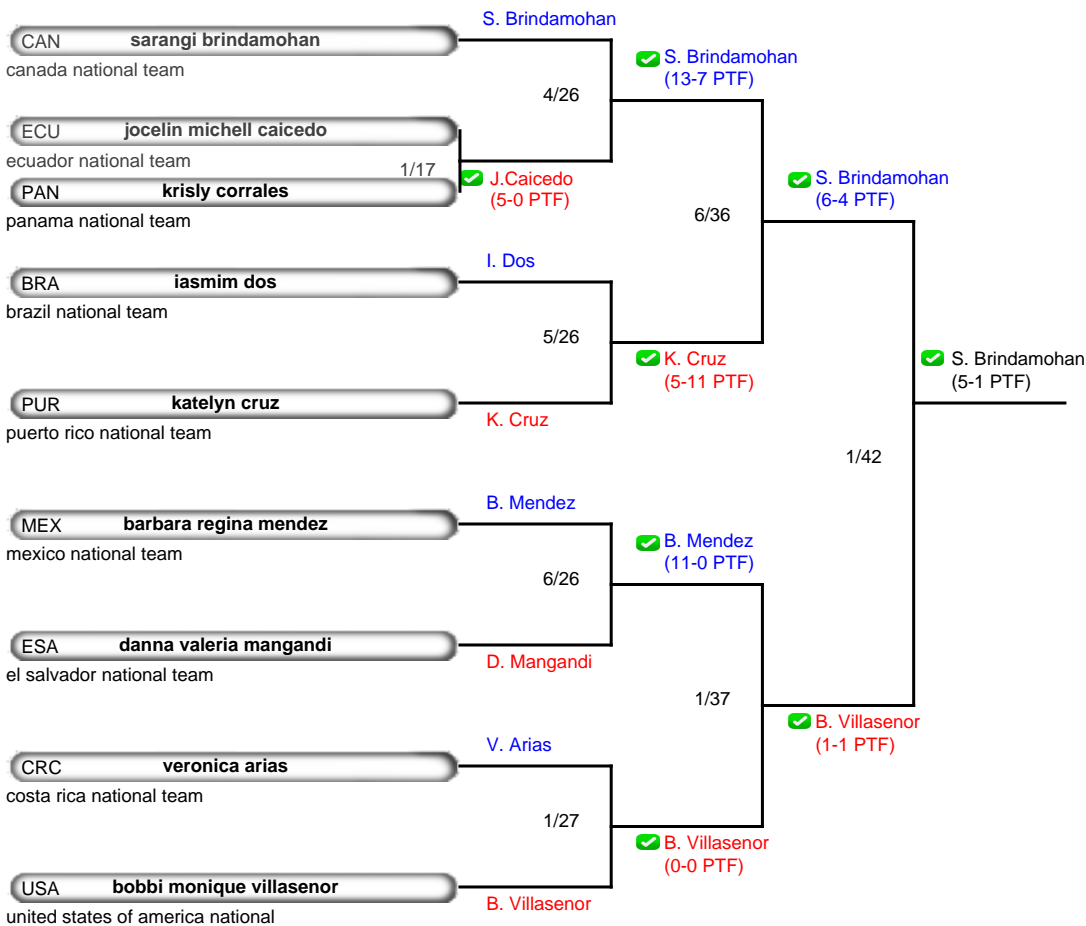 S. Brindamohan
CAN sarangi brindamohan
canada national team
S. Brindamohan
(13-7 PTF)
4/26
ECU jocelin michell caicedo
ecuador national team
1/17
J.Caicedo
(5-0 PTF)
PAN krisly corrales
panama national team
S. Brindamohan
(6-4 PTF)
6/36
I. Dos
BRA iasmim dos
brazil national team
5/26
K. Cruz
(5-11 PTF)
S. Brindamohan
(5-1 PTF)
PUR katelyn cruz
puerto rico national team
K. Cruz
1/42
B. Mendez
MEX barbara regina mendez
mexico national team
B. Mendez
(11-0 PTF)
6/26
ESA danna valeria mangandi
el salvador national team
D. Mangandi
1/37
B. Villasenor
(1-1 PTF)
V. Arias
CRC veronica arias
costa rica national team
1/27
B. Villasenor
(0-0 PTF)
USA bobbi monique villasenor
united states of america national
B. Villasenor